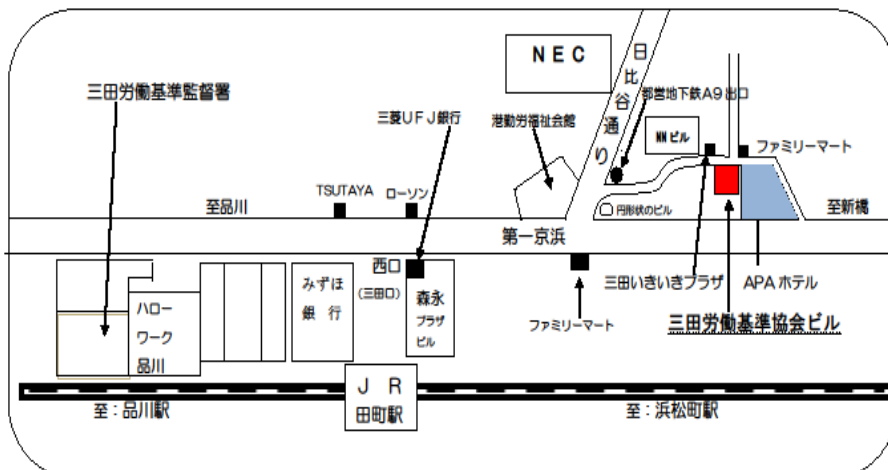 NEC
日比谷通り
三田労働基準監督署
都営地下鉄A9出口
三菱UFJ銀行
港勤労福祉会館
NNビル
ファミリーマート
TSUTAYA
ローソン
至品川
円形状のビル
至新橋
第一京浜
西口
(三田口)
みずほ
銀行
森永
プラザ
ビル
三田いきいきプラザ
APAホテル
ハロー
ワーク
品川
ファミリーマート
三田労働基準協会ビル
JR
田町駅
至:品川駅
至:浜松町駅